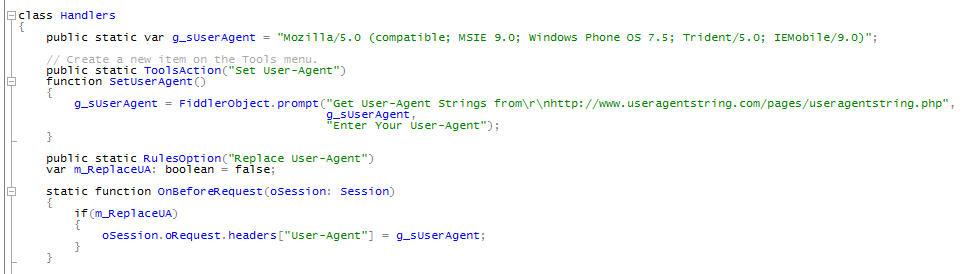 class Handlers
{
    public static var g_sUserAgent = "Mozilla/5.0 (compatible; MSIE 9.0; Windows Phone OS 7.5; Trident/5.0; IEMobile/9.0)";

    // Create a new item on the Tools menu.
    public static ToolsAction("Set User-Agent")
    function SetUserAgent()
    {
        g_sUserAgent = FiddlerObject.prompt("Get User-Agent Strings from\r\nhttp://www.useragentstring.com/pages/useragentstring.php",
                                            g_sUserAgent,
                                            "Enter Your User-Agent");
    }

    public static RulesOption("Replace User-Agent")
    var m_ReplaceUA: boolean = false;

    static function OnBeforeRequest(oSession: Session)
    {
        if(m_ReplaceUA)
        {
            oSession.oRequest.headers["User-Agent"] = g_sUserAgent;
        }
    }